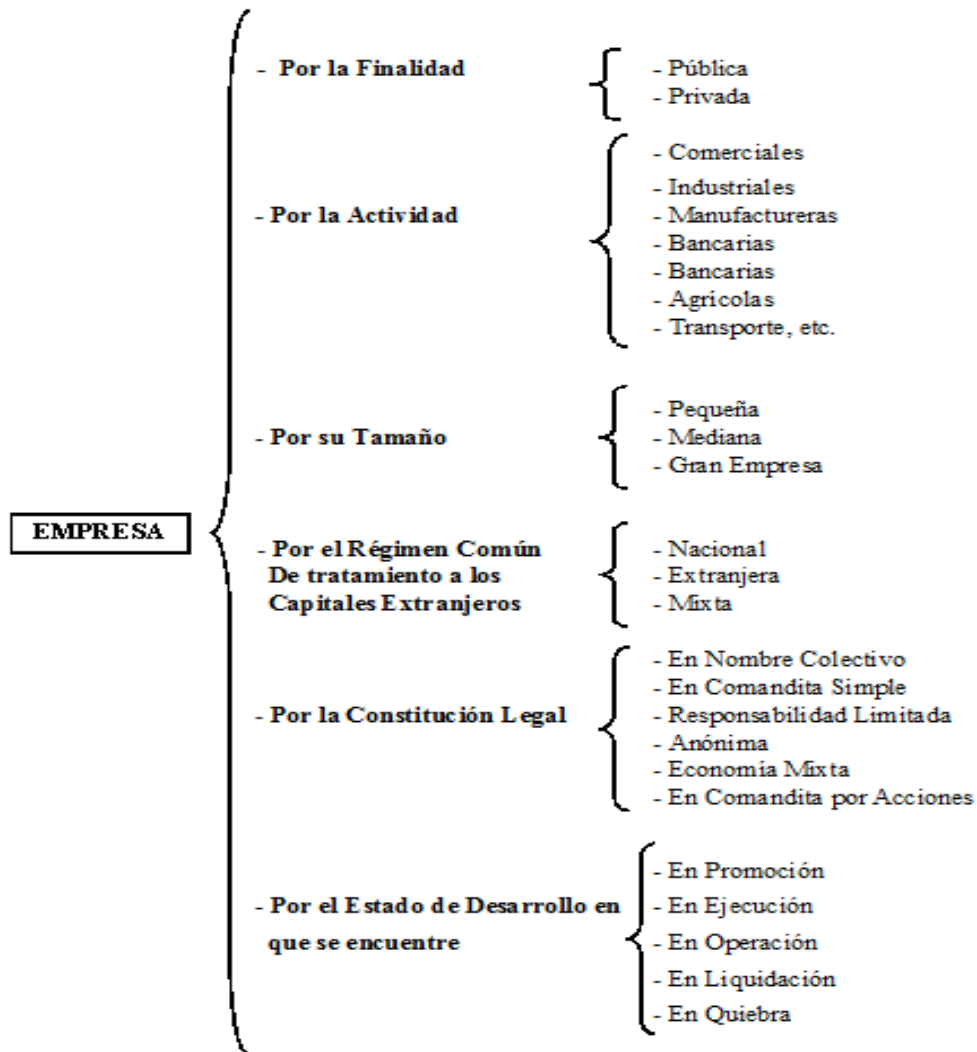 EMPRESA
- Por la Finalidad
- Pública
- Privada
- Por la Actividad
- Comerciales
- Industriales
- Manufactureras
- Bancarias
- Bancarias
- Agrícolas
- Transporte, etc.
- Por su Tamaño
- Pequeña
- Mediana
- Gran Empresa
- Por el Régimen Común
De tratamiento a los
Capitales Extranjeros
- Nacional
- Extranjera
- Mixta
- Por la Constitución Legal
- En Nombre Colectivo
- En Comandita Simple
- Responsabilidad Limitada
- Anónima
- Economía Mixta
- En Comandita por Acciones
- Por el Estado de Desarrollo en
que se encuentre
- En Promoción
- En Ejecución
- En Operación
- En Liquidación
- En Quiebra